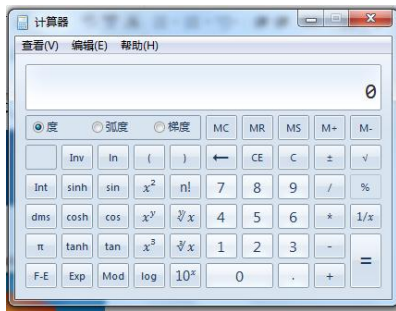 计算器
查看(V) 编辑(E) 帮助(H)
0
度 弧度 梯度 MC MR MS M+ M-
Inv ln ( ) ← CE C ± √
Int sinh sin x² n! 7 8 9 / %
dms cosh cos xʸ ʸ√x 4 5 6 * 1/x
π tanh tan x³ ³√x 1 2 3 - =
F-E Exp Mod log 10ˣ 0 . +